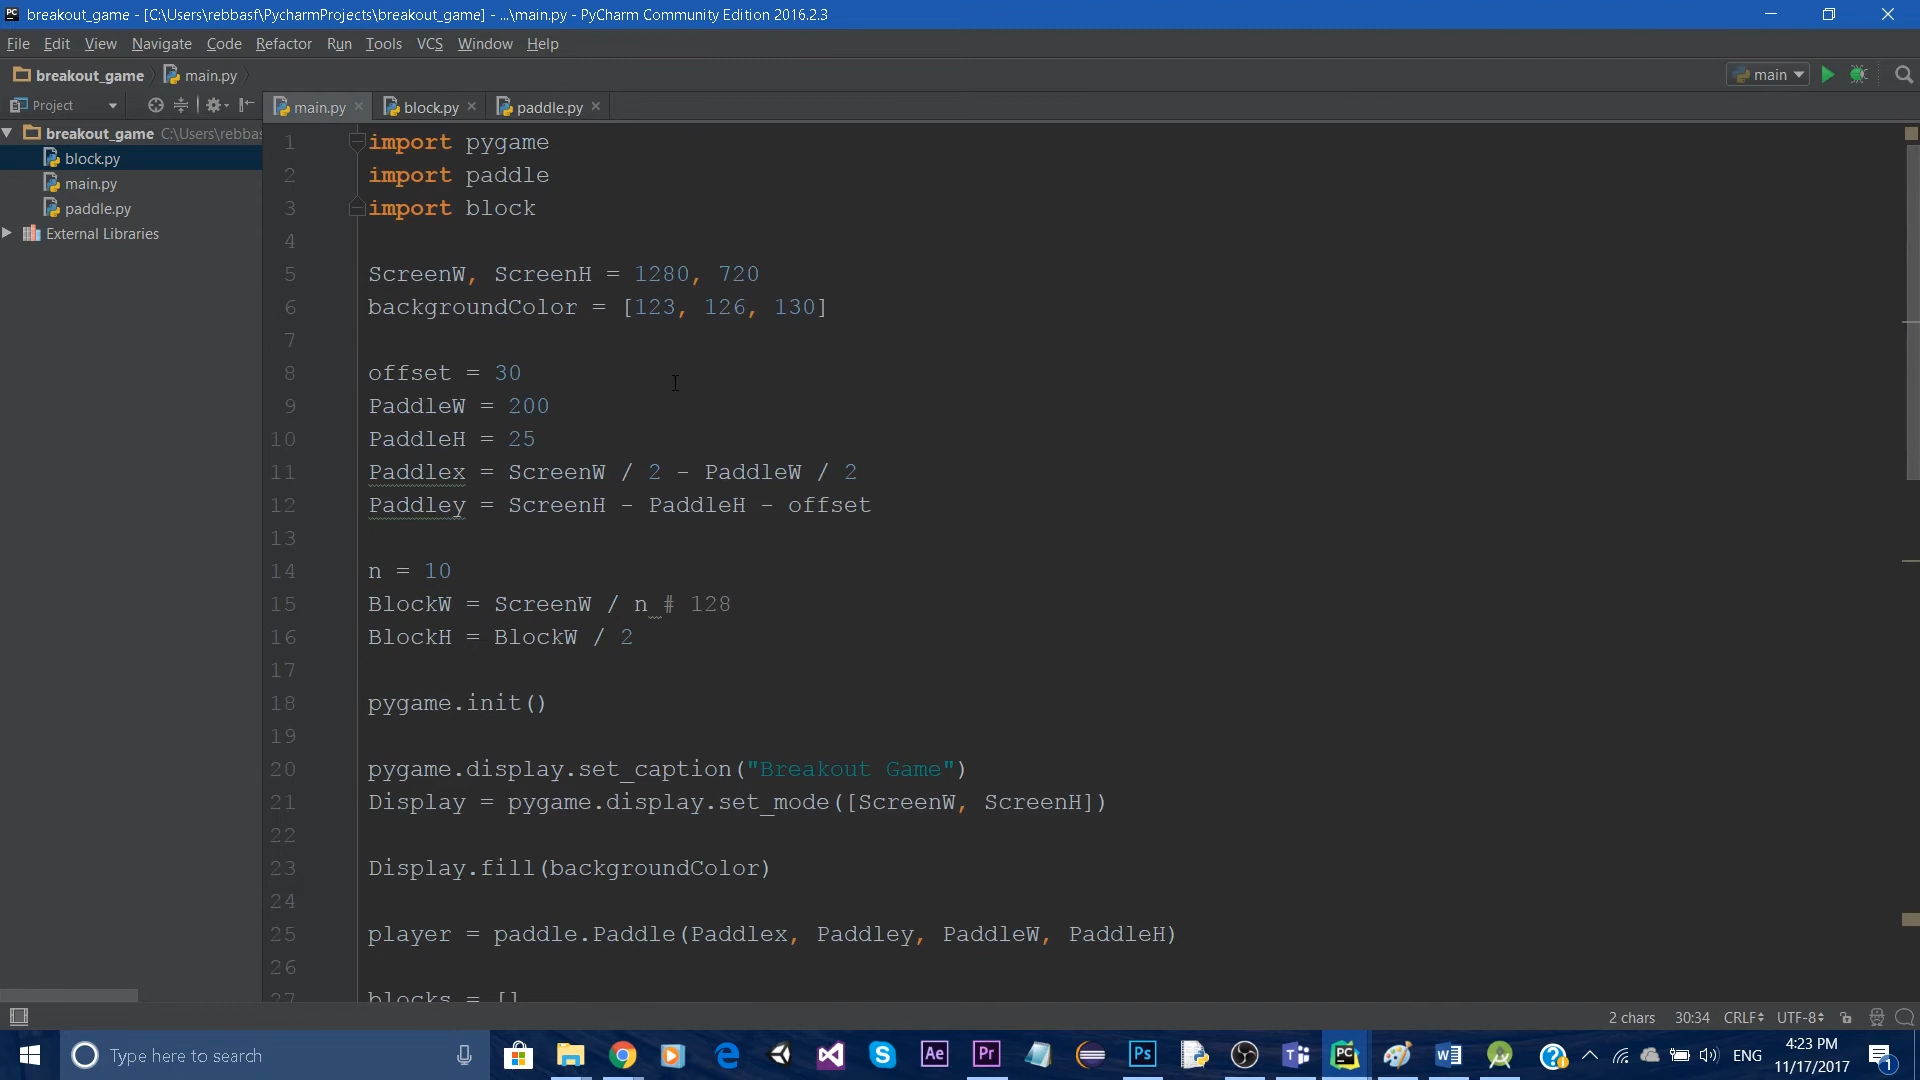 breakout_game - [C:\Users\rebbasf\PycharmProjects\breakout_game] - ...\main.py - PyCharm Community Edition 2016.2.3
File Edit View Navigate Code Refactor Run Tools VCS Window Help
breakout_game main.py main
Project main.py block.py paddle.py
breakout_game C:\Users\rebbas
block.py
main.py
paddle.py
External Libraries
1 import pygame
2 import paddle
3 import block
4
5 ScreenW, ScreenH = 1280, 720
6 backgroundColor = [123, 126, 130]
7
8 offset = 30
9 PaddleW = 200
10 PaddleH = 25
11 Paddlex = ScreenW / 2 - PaddleW / 2
12 Paddley = ScreenH - PaddleH - offset
13
14 n = 10
15 BlockW = ScreenW / n # 128
16 BlockH = BlockW / 2
17
18 pygame.init()
19
20 pygame.display.set_caption("Breakout Game")
21 Display = pygame.display.set_mode([ScreenW, ScreenH])
22
23 Display.fill(backgroundColor)
24
25 player = paddle.Paddle(Paddlex, Paddley, PaddleW, PaddleH)
26
27 blocks = []
2 chars 30:34 CRLF UTF-8
Type here to search
Ae Pr Ps PC
ENG
4:23 PM
11/17/2017
1